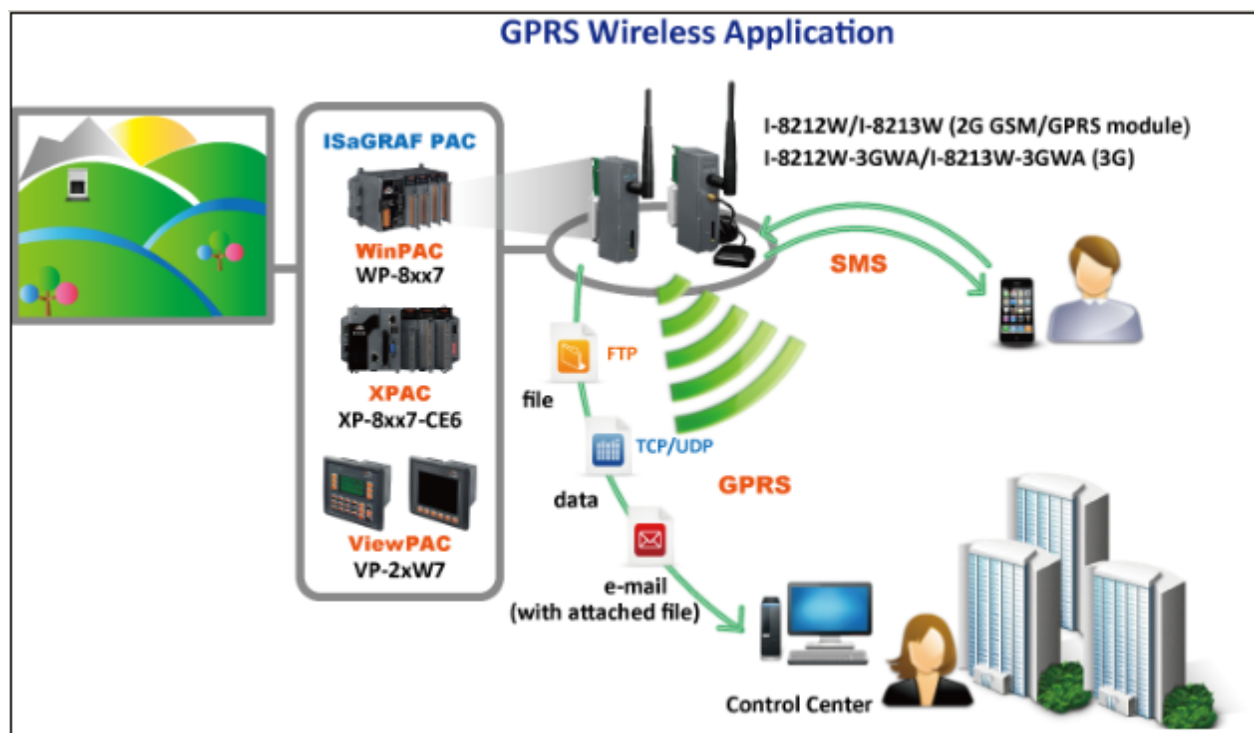 GPRS Wireless Application
ISaGRAF PAC
WinPAC
WP-8xx7
XPAC
XP-8xx7-CE6
ViewPAC
VP-2xW7
I-8212W/I-8213W (2G GSM/GPRS module)
I-8212W-3GWA/I-8213W-3GWA (3G)
SMS
FTP
file
TCP/UDP
data
GPRS
e-mail
(with attached file)
Control Center